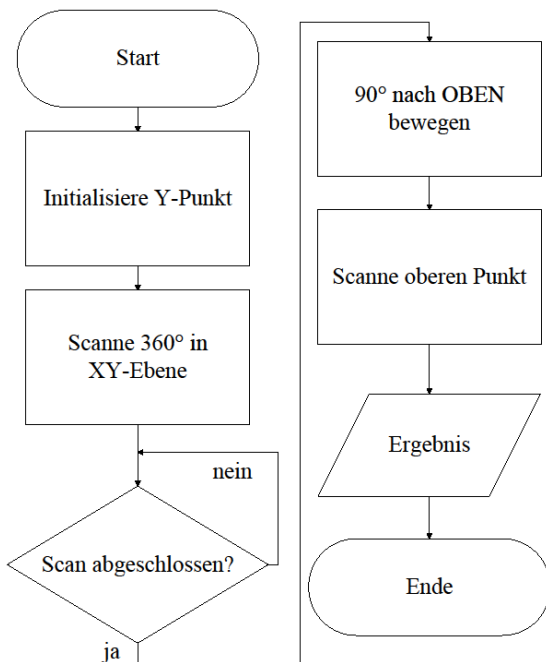 Start
Initialisiere Y-Punkt
Scanne 360° in
XY-Ebene
nein
Scan abgeschlossen?
ja
90° nach OBEN
bewegen
Scanne oberen Punkt
Ergebnis
Ende